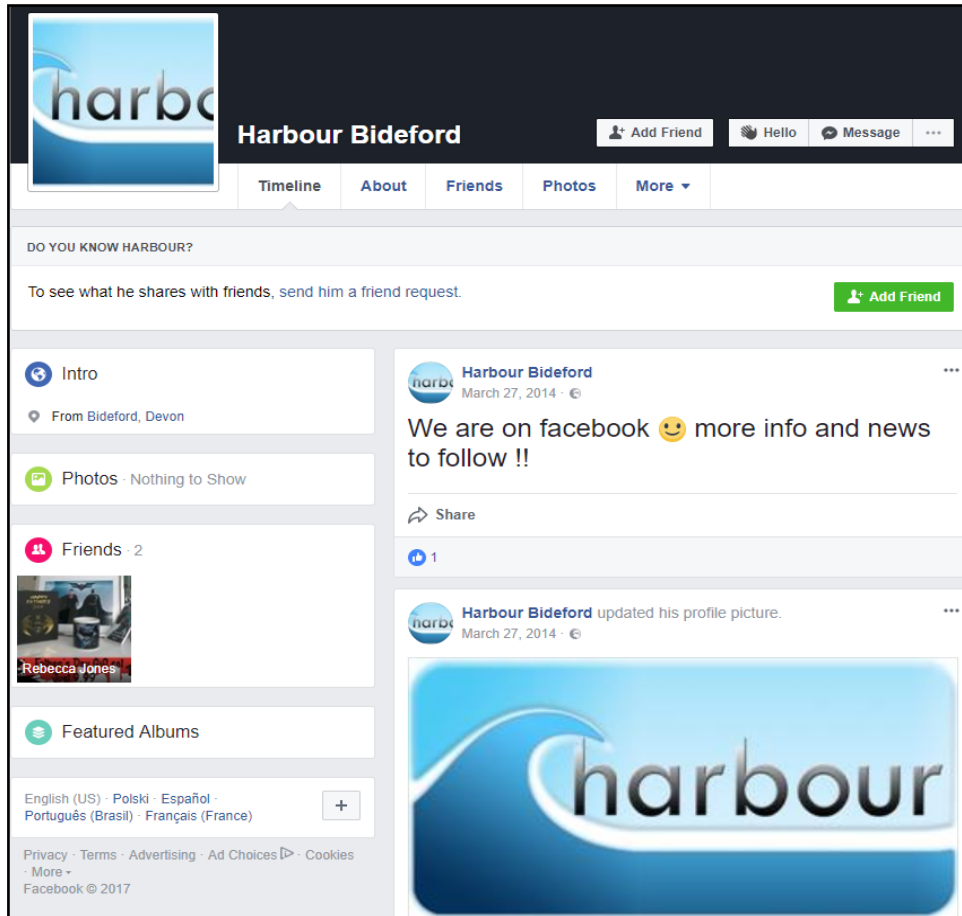 harbo
Harbour Bideford
Add Friend
Hello
Message
Timeline
About
Friends
Photos
More
DO YOU KNOW HARBOUR?
To see what he shares with friends, send him a friend request.
Add Friend
Intro
From Bideford, Devon
Photos · Nothing to Show
Friends · 2
Rebecca Jones
Featured Albums
English (US) · Polski · Español ·
Português (Brasil) · Français (France)
Privacy · Terms · Advertising · Ad Choices · Cookies
· More
Facebook © 2017
harbo
Harbour Bideford
March 27, 2014 ·
We are on facebook 🙂 more info and news
to follow !!
Share
1
harbo
Harbour Bideford updated his profile picture.
March 27, 2014 ·
harbour